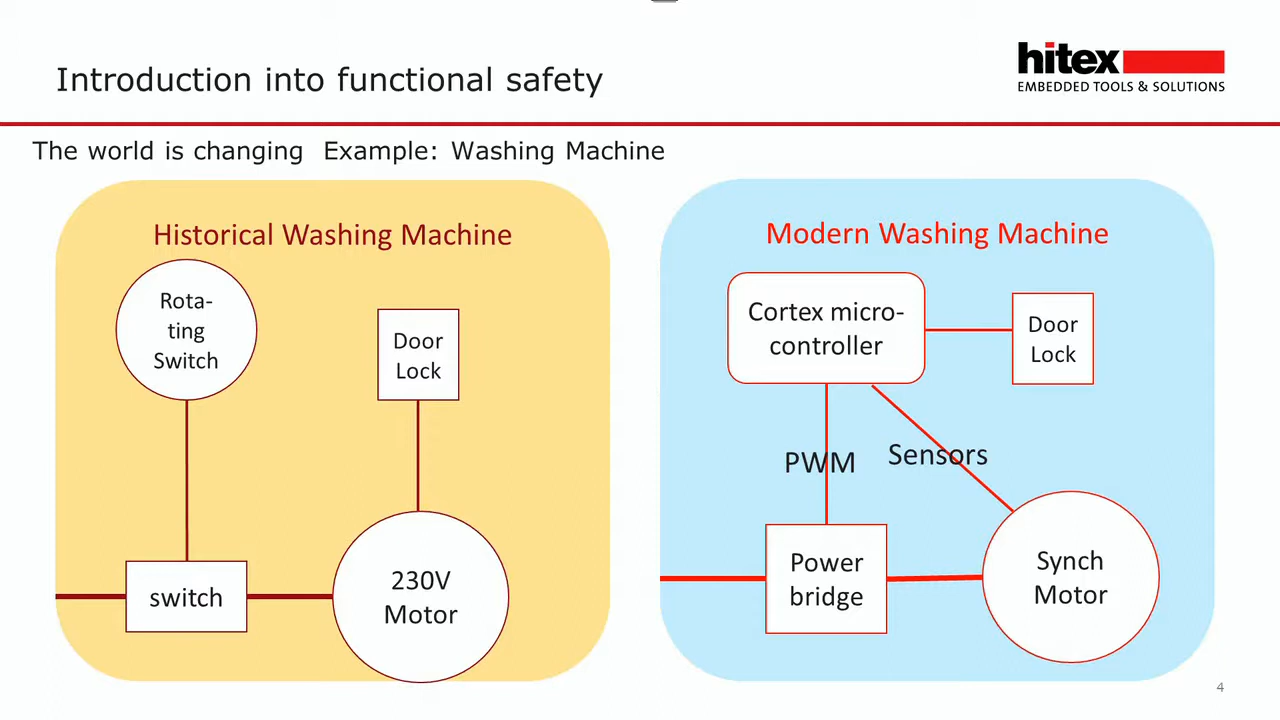 Introduction into functional safety
hitex
EMBEDDED TOOLS & SOLUTIONS
The world is changing  Example: Washing Machine
Historical Washing Machine
Rota-
ting
Switch
Door
Lock
switch
230V
Motor
Modern Washing Machine
Cortex micro-
controller
Door
Lock
PWM
Sensors
Power
bridge
Synch
Motor
4